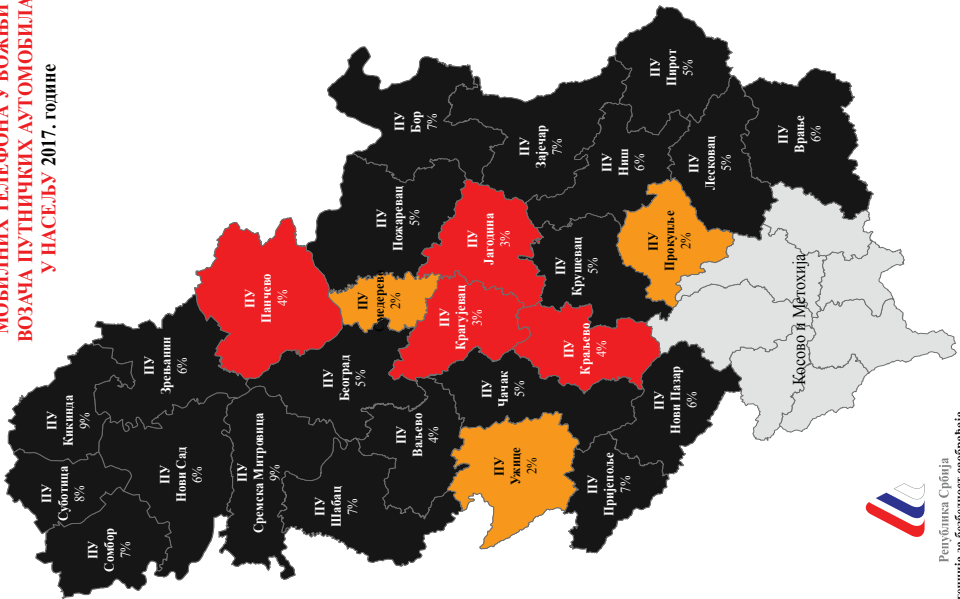 МОБИЛНИХ ТЕЛЕФОНА У ВОЖЊИ
ВОЗАЧА ПУТНИЧКИХ АУТОМОБИЛА
У НАСЕЉУ 2017. године
ПУ
Суботица
8%
ПУ
Кикинда
9%
ПУ
Сомбор
7%
ПУ
Нови Сад
6%
ПУ
Зрењанин
6%
ПУ
Сремска Митровица
9%
ПУ
Панчево
4%
ПУ
Шабац
7%
ПУ
Београд
5%
ПУ
Смедерево
2%
ПУ
Пожаревац
5%
ПУ
Бор
7%
ПУ
Ваљево
4%
ПУ
Крагујевац
3%
ПУ
Јагодина
3%
ПУ
Зајечар
7%
ПУ
Ужице
2%
ПУ
Чачак
5%
ПУ
Краљево
4%
ПУ
Крушевац
5%
ПУ
Ниш
6%
ПУ
Пирот
5%
ПУ
Пријепоље
7%
ПУ
Нови Пазар
6%
ПУ
Прокупље
2%
ПУ
Лесковац
5%
ПУ
Врање
6%
Косово и Метохија
Република Србија
генција за безбедност саобраћаја